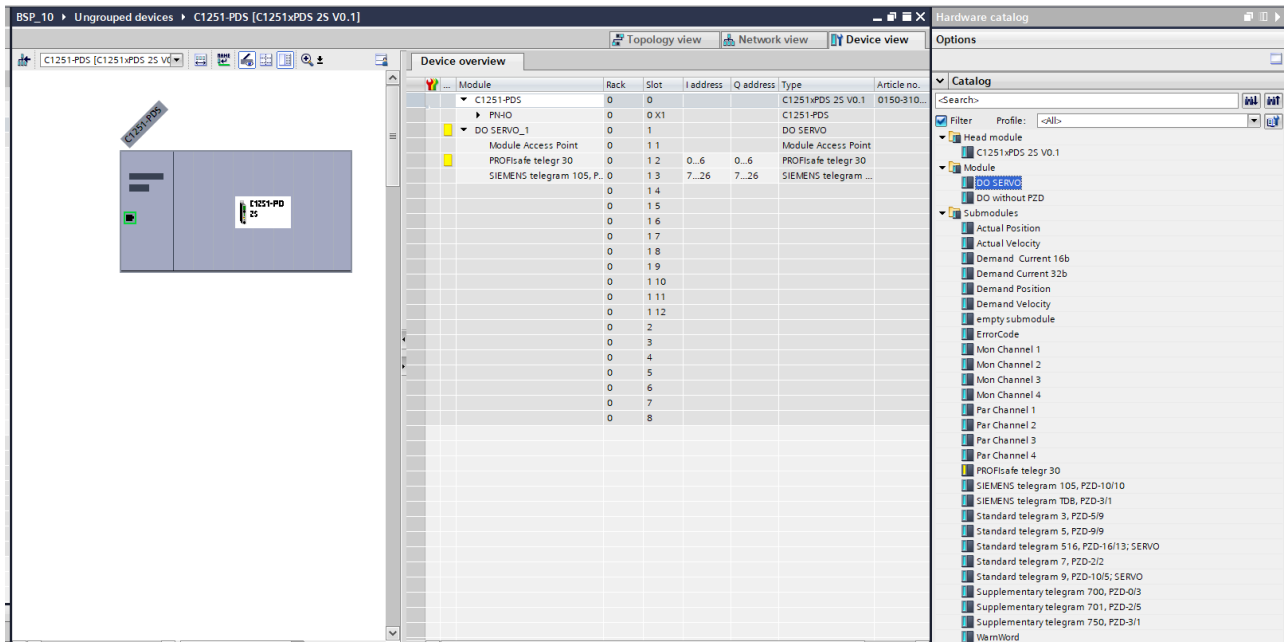 BSP_10 ▸ Ungrouped devices ▸ C1251-PDS [C1251xPDS 2S V0.1]
Topology view Network view Device view
C1251-PDS [C1251xPDS 2S V0
C1251-PDS
C1251-PD
2S
Device overview
... Module Rack Slot I address Q address Type Article no.
C1251-PDS 0 0 C1251xPDS 2S V0.1 0150-310...
PN-IO 0 0 X1 C1251-PDS
DO SERVO_1 0 1 DO SERVO
Module Access Point 0 1 1 Module Access Point
PROFIsafe telegr 30 0 1 2 0...6 0...6 PROFIsafe telegr 30
SIEMENS telegram 105, P... 0 1 3 7...26 7...26 SIEMENS telegram ...
0 1 4
0 1 5
0 1 6
0 1 7
0 1 8
0 1 9
0 1 10
0 1 11
0 1 12
0 2
0 3
0 4
0 5
0 6
0 7
0 8
Hardware catalog
Options
Catalog
<Search>
Filter Profile: <All>
Head module
C1251xPDS 2S V0.1
Module
DO SERVO
DO without PZD
Submodules
Actual Position
Actual Velocity
Demand Current 16b
Demand Current 32b
Demand Position
Demand Velocity
empty submodule
ErrorCode
Mon Channel 1
Mon Channel 2
Mon Channel 3
Mon Channel 4
Par Channel 1
Par Channel 2
Par Channel 3
Par Channel 4
PROFIsafe telegr 30
SIEMENS telegram 105, PZD-10/10
SIEMENS telegram TDB, PZD-3/1
Standard telegram 3, PZD-5/9
Standard telegram 5, PZD-9/9
Standard telegram 516, PZD-16/13; SERVO
Standard telegram 7, PZD-2/2
Standard telegram 9, PZD-10/5; SERVO
Supplementary telegram 700, PZD-0/3
Supplementary telegram 701, PZD-2/5
Supplementary telegram 750, PZD-3/1
WarnWord